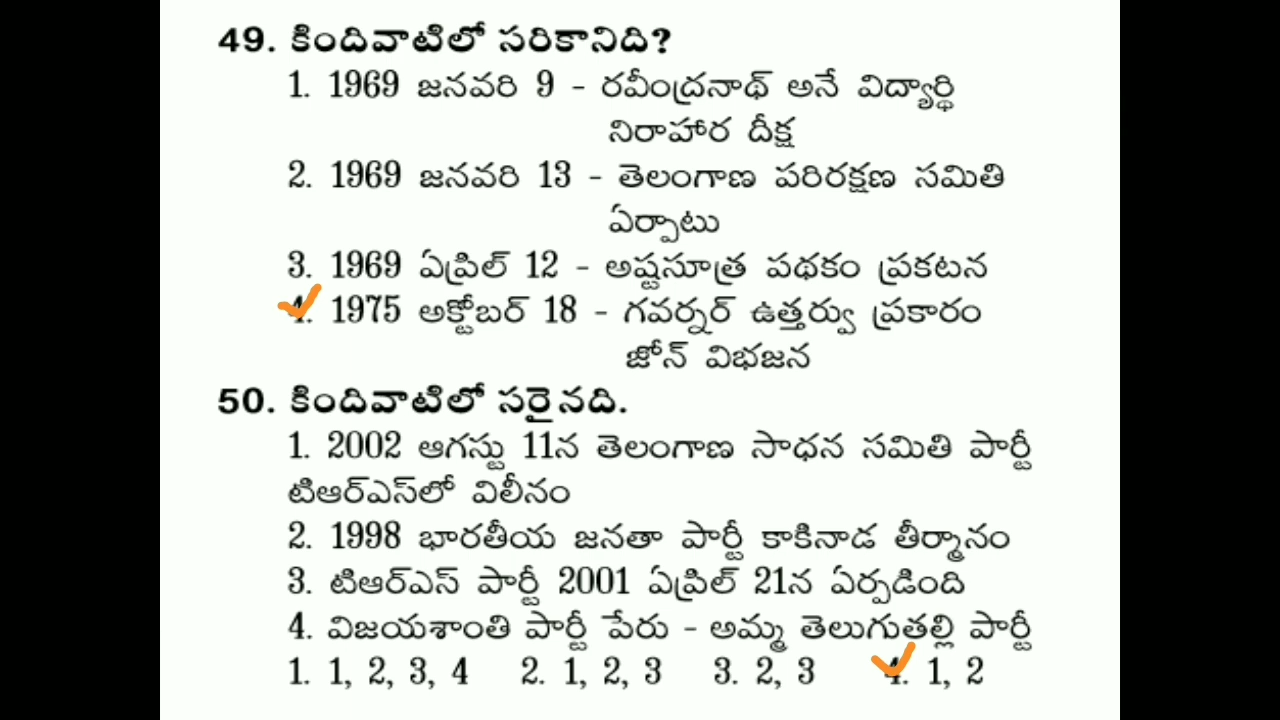 49. కిందివాటిలో సరికానిది?
1. 1969 జనవరి 9 - రవీంద్రనాథ్ అనే విద్యార్థి
నిరాహార దీక్ష
2. 1969 జనవరి 13 - తెలంగాణ పరిరక్షణ సమితి
ఏర్పాటు
3. 1969 ఏప్రిల్ 12 - అష్టసూత్ర పథకం ప్రకటన
4. 1975 అక్టోబర్ 18 - గవర్నర్ ఉత్తర్వు ప్రకారం
జోన్ విభజన
50. కిందివాటిలో సరైనది.
1. 2002 ఆగస్టు 11న తెలంగాణ సాధన సమితి పార్టీ
టిఆర్ఎస్‌లో విలీనం
2. 1998 భారతీయ జనతా పార్టీ కాకినాడ తీర్మానం
3. టిఆర్ఎస్ పార్టీ 2001 ఏప్రిల్ 21న ఏర్పడింది
4. విజయశాంతి పార్టీ పేరు - అమ్మ తెలుగుతల్లి పార్టీ
1. 1, 2, 3, 4 2. 1, 2, 3 3. 2, 3 4. 1, 2